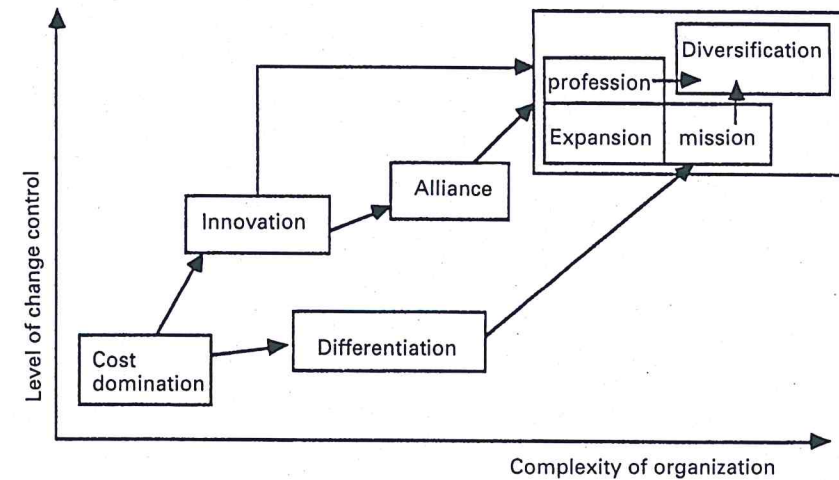 Level of change control
Diversification
profession
Expansion
mission
Alliance
Innovation
Cost
domination
Differentiation
Complexity of organization